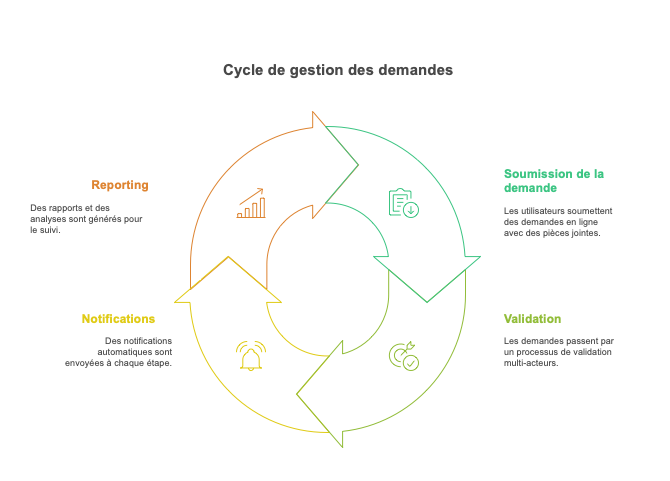 Cycle de gestion des demandes
Reporting
Des rapports et des
analyses sont générés pour
le suivi.
Soumission de la
demande
Les utilisateurs soumettent
des demandes en ligne
avec des pièces jointes.
Notifications
Des notifications
automatiques sont
envoyées à chaque étape.
Validation
Les demandes passent par
un processus de validation
multi-acteurs.